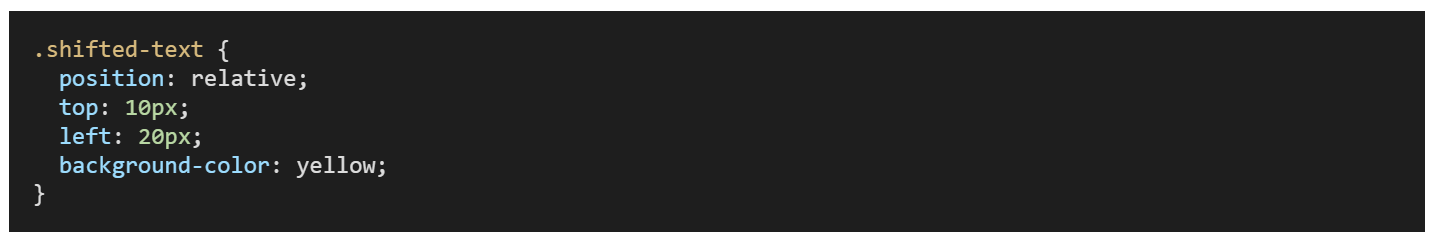 .shifted-text {
  position: relative;
  top: 10px;
  left: 20px;
  background-color: yellow;
}